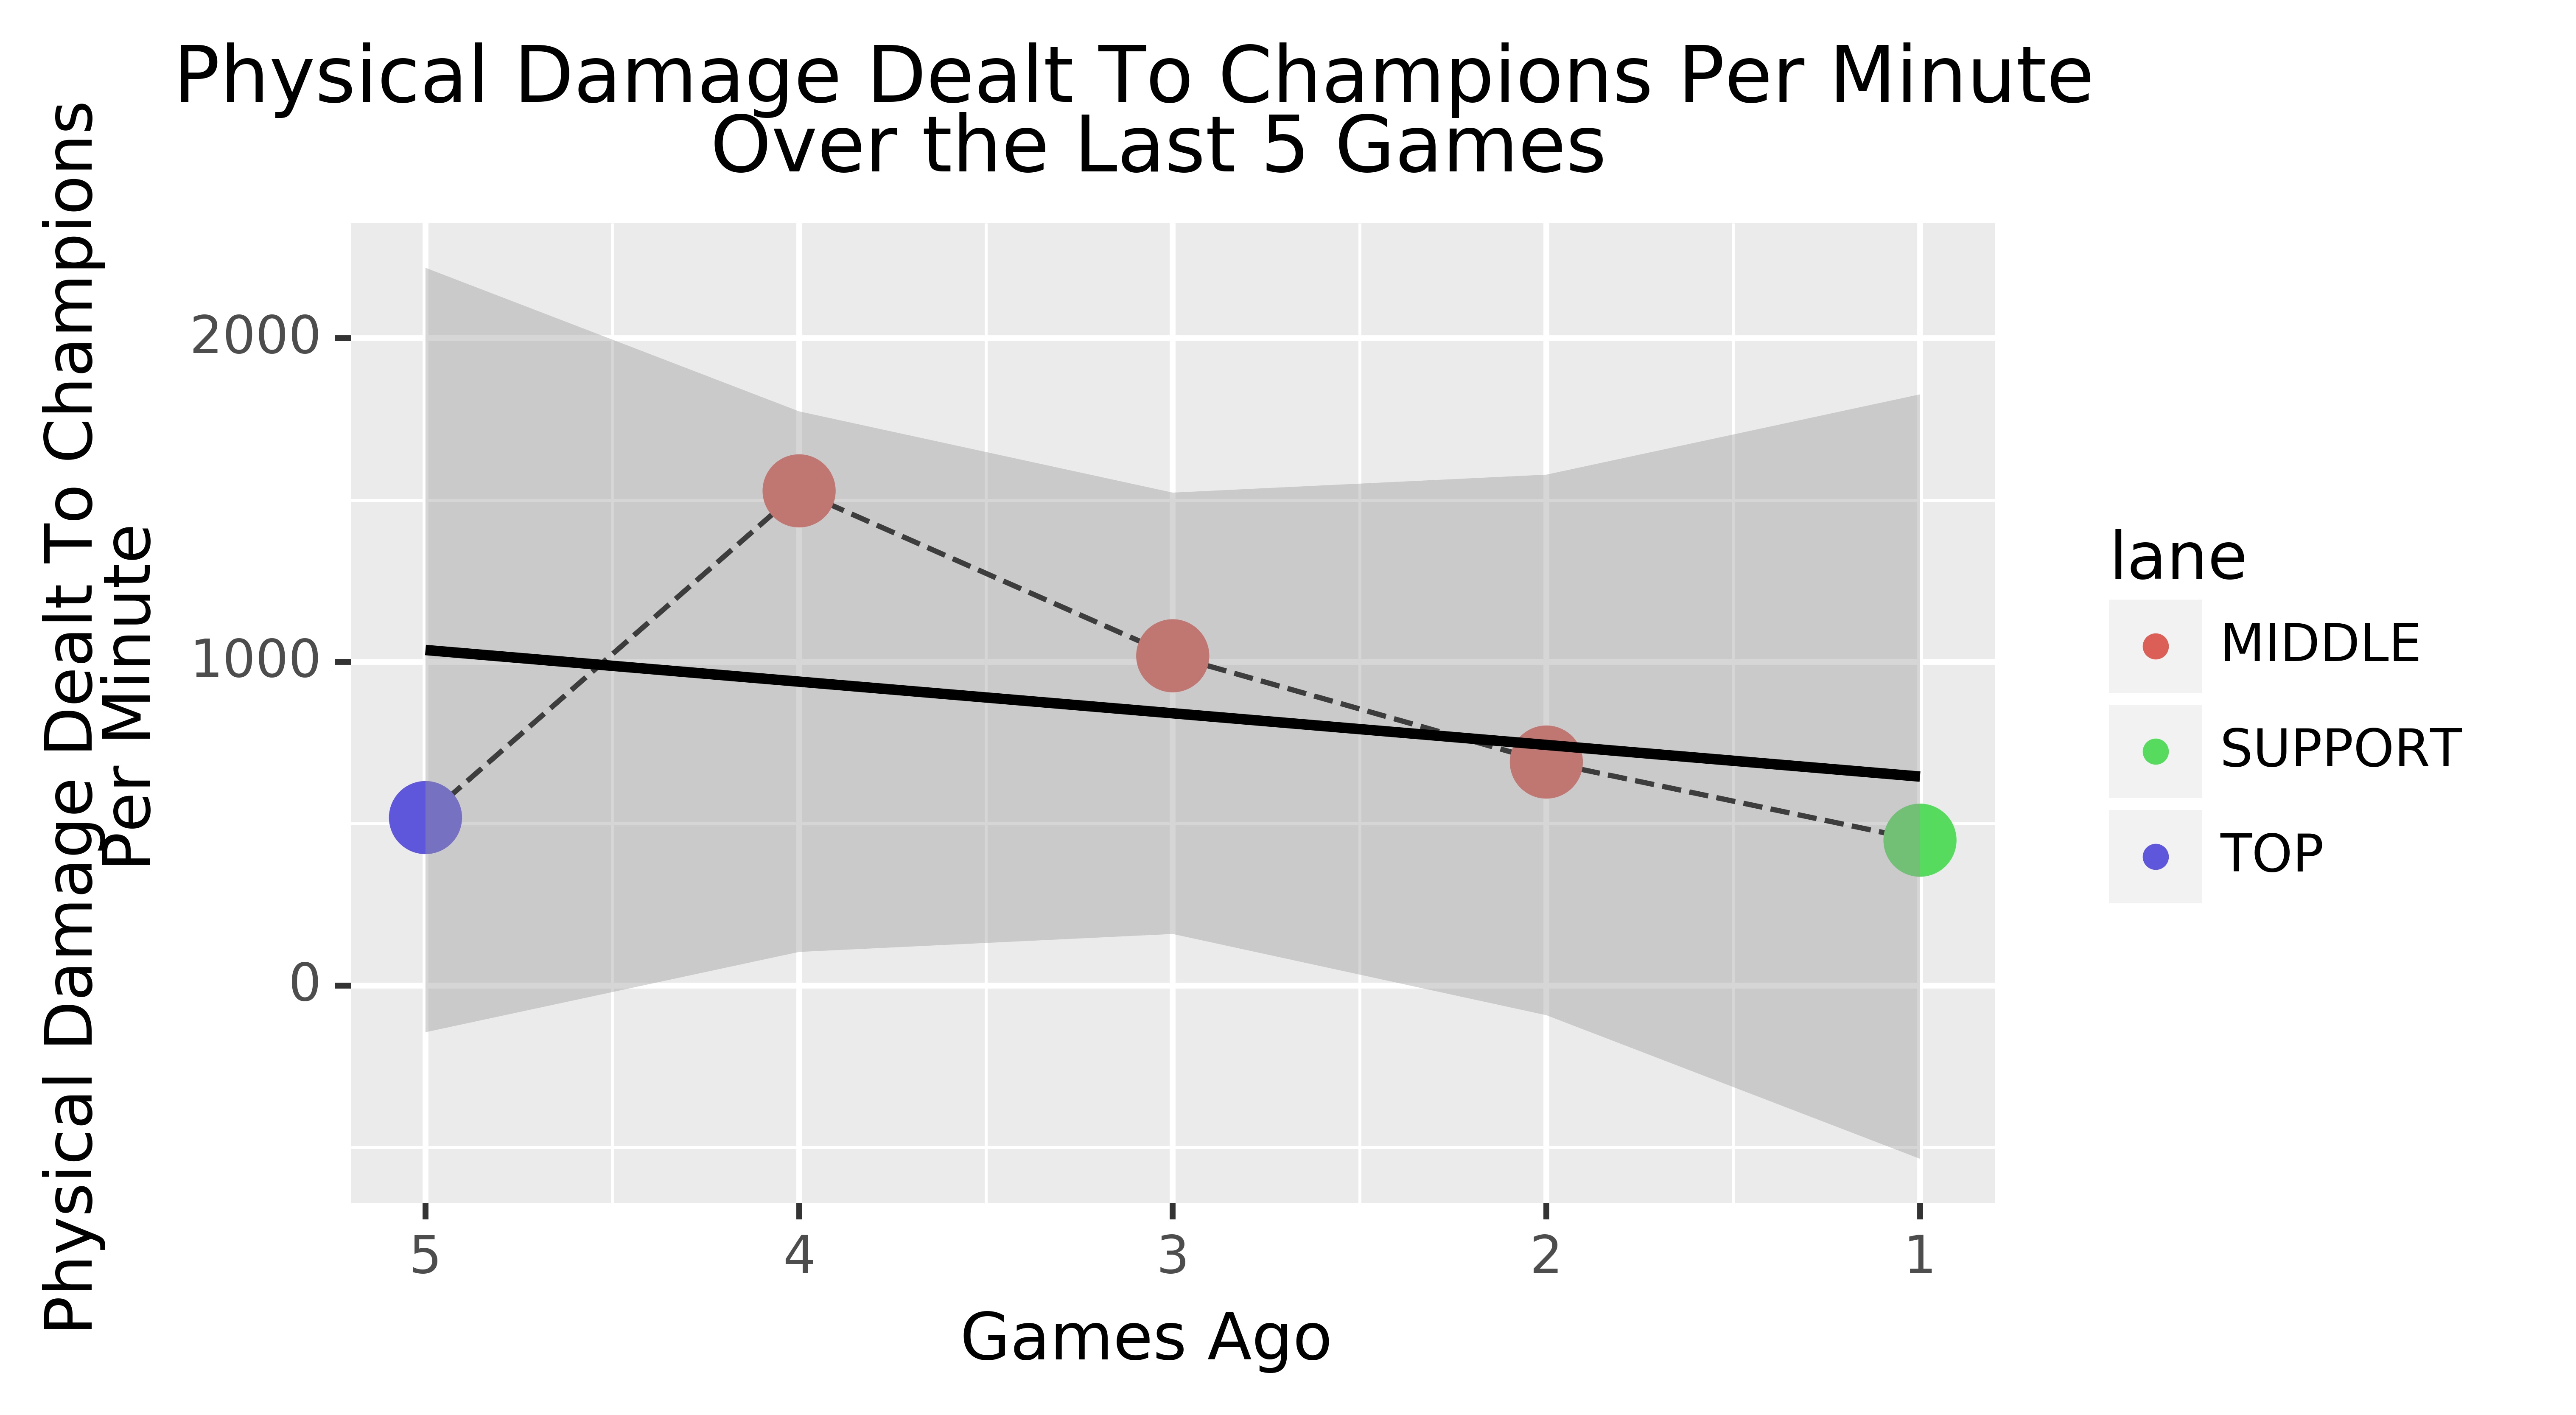 Physical Damage Dealt To Champions Per Minute
Over the Last 5 Games
Physical Damage Dealt To Champions
Per Minute
2000
1000
0
5
4
3
2
1
Games Ago
lane
MIDDLE
SUPPORT
TOP